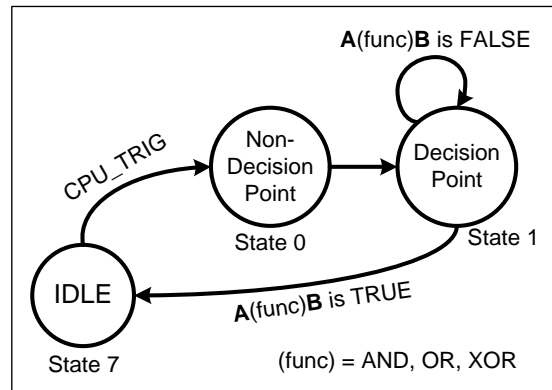 A(func)B is FALSE
CPU_TRIG
Non-
Decision
Point
State 0
Decision
Point
State 1
IDLE
State 7
A(func)B is TRUE
(func) = AND, OR, XOR